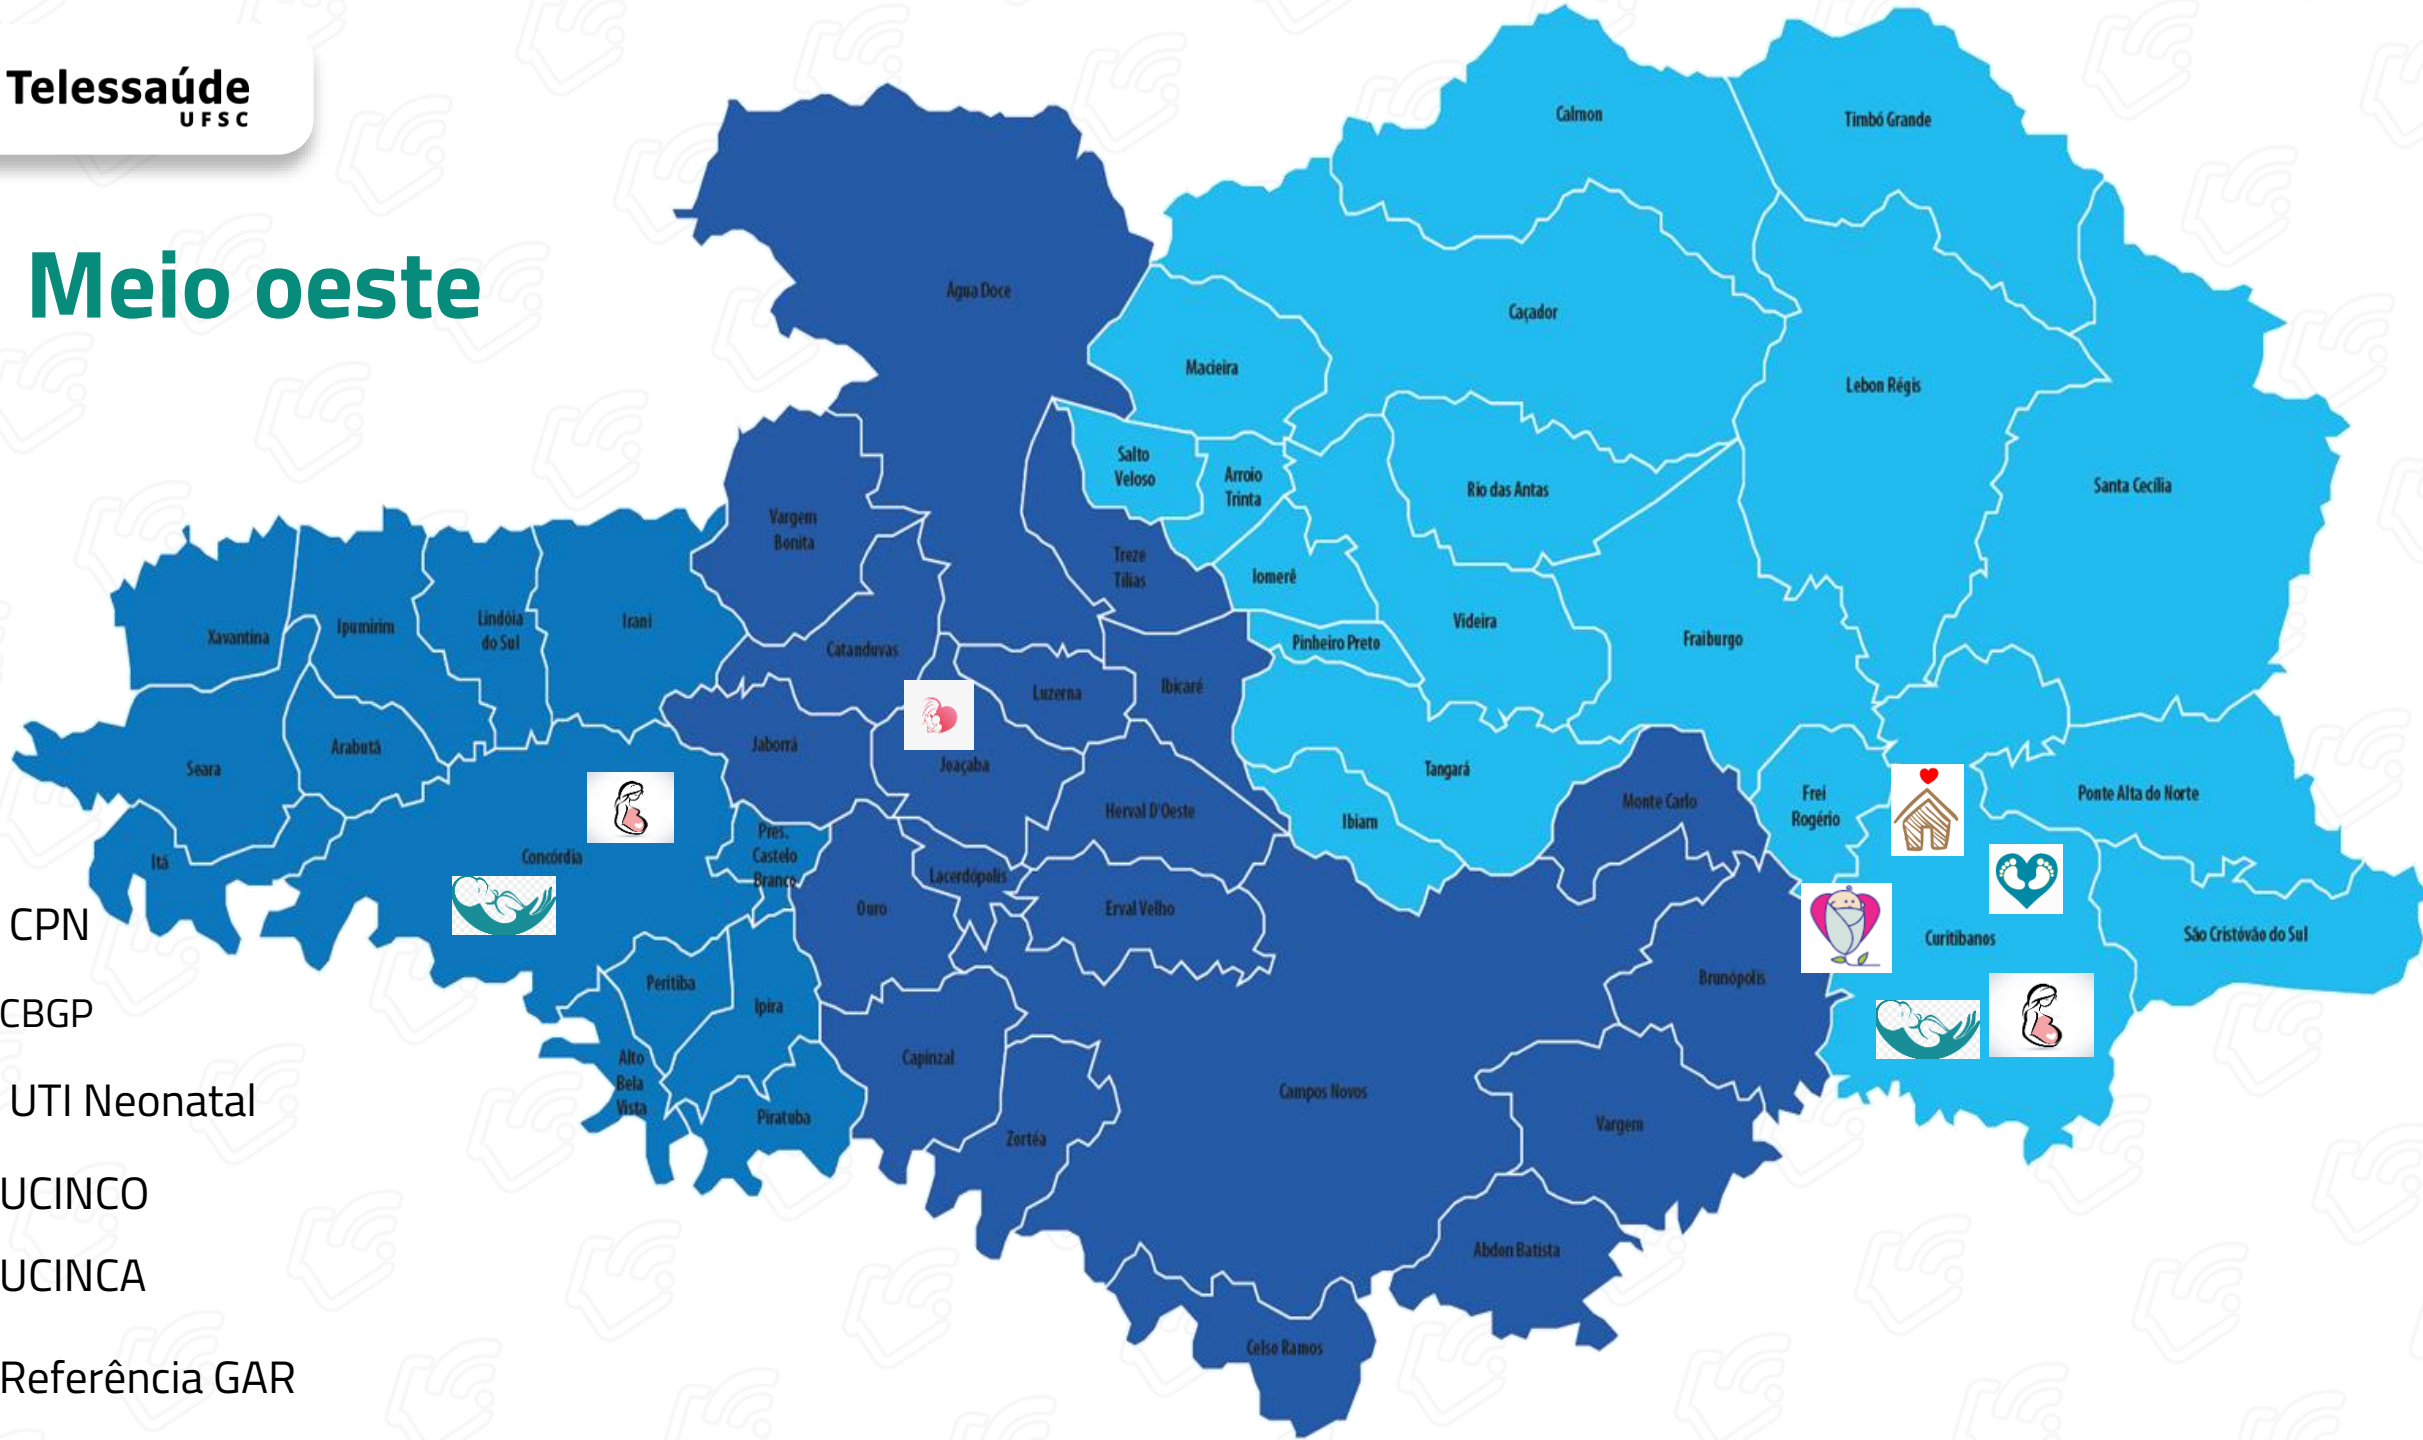 Telessaúde
UFSC
Meio oeste
Calmon
Timbó Grande
Água Doce
Caçador
Macieira
Lebon Régis
Salto
Veloso
Arroio
Trinta
Rio das Antas
Santa Cecília
Vargem
Bonita
Treze
Tílias
Iomerê
Videira
Fraiburgo
Pinheiro Preto
Xavantina
Ipumirim
Lindóia
do Sul
Irani
Catanduvas
Luzerna
Ibicaré
Seara
Arabutã
Jaborrá
Joaçaba
Tangará
Herval D'Oeste
Ibiam
Monte Carlo
Frei
Rogério
Ponte Alta do Norte
Itá
Concórdia
Pres.
Castelo
Branco
Lacerdópolis
Ouro
Erval Velho
Curitibanos
São Cristóvão do Sul
Brunópolis
Peritiba
Ipira
Alto
Bela
Vista
Piratuba
Capinzal
Zortéa
Campos Novos
Vargem
Abdon Batista
Celso Ramos
CPN
CBGP
UTI Neonatal
UCINCO
UCINCA
Referência GAR